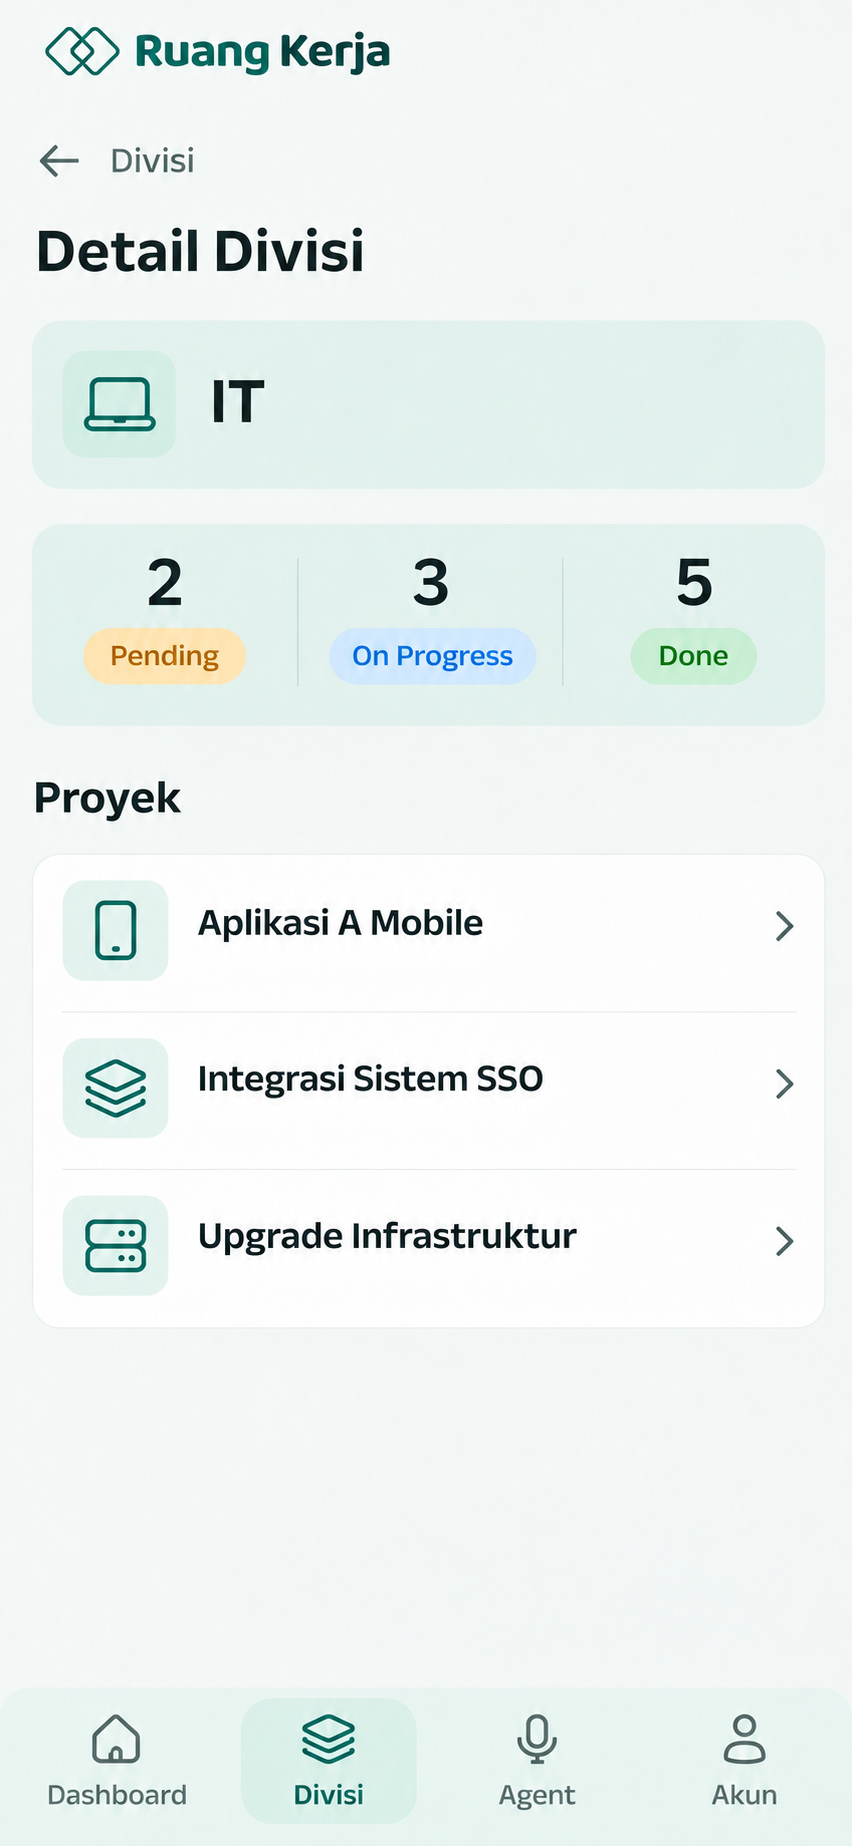 Ruang Kerja
Divisi
Detail Divisi
IT
2
3
5
Pending
On Progress
Done
Proyek
Aplikasi A Mobile
Integrasi Sistem SSO
Upgrade Infrastruktur
Dashboard
Divisi
Agent
Akun